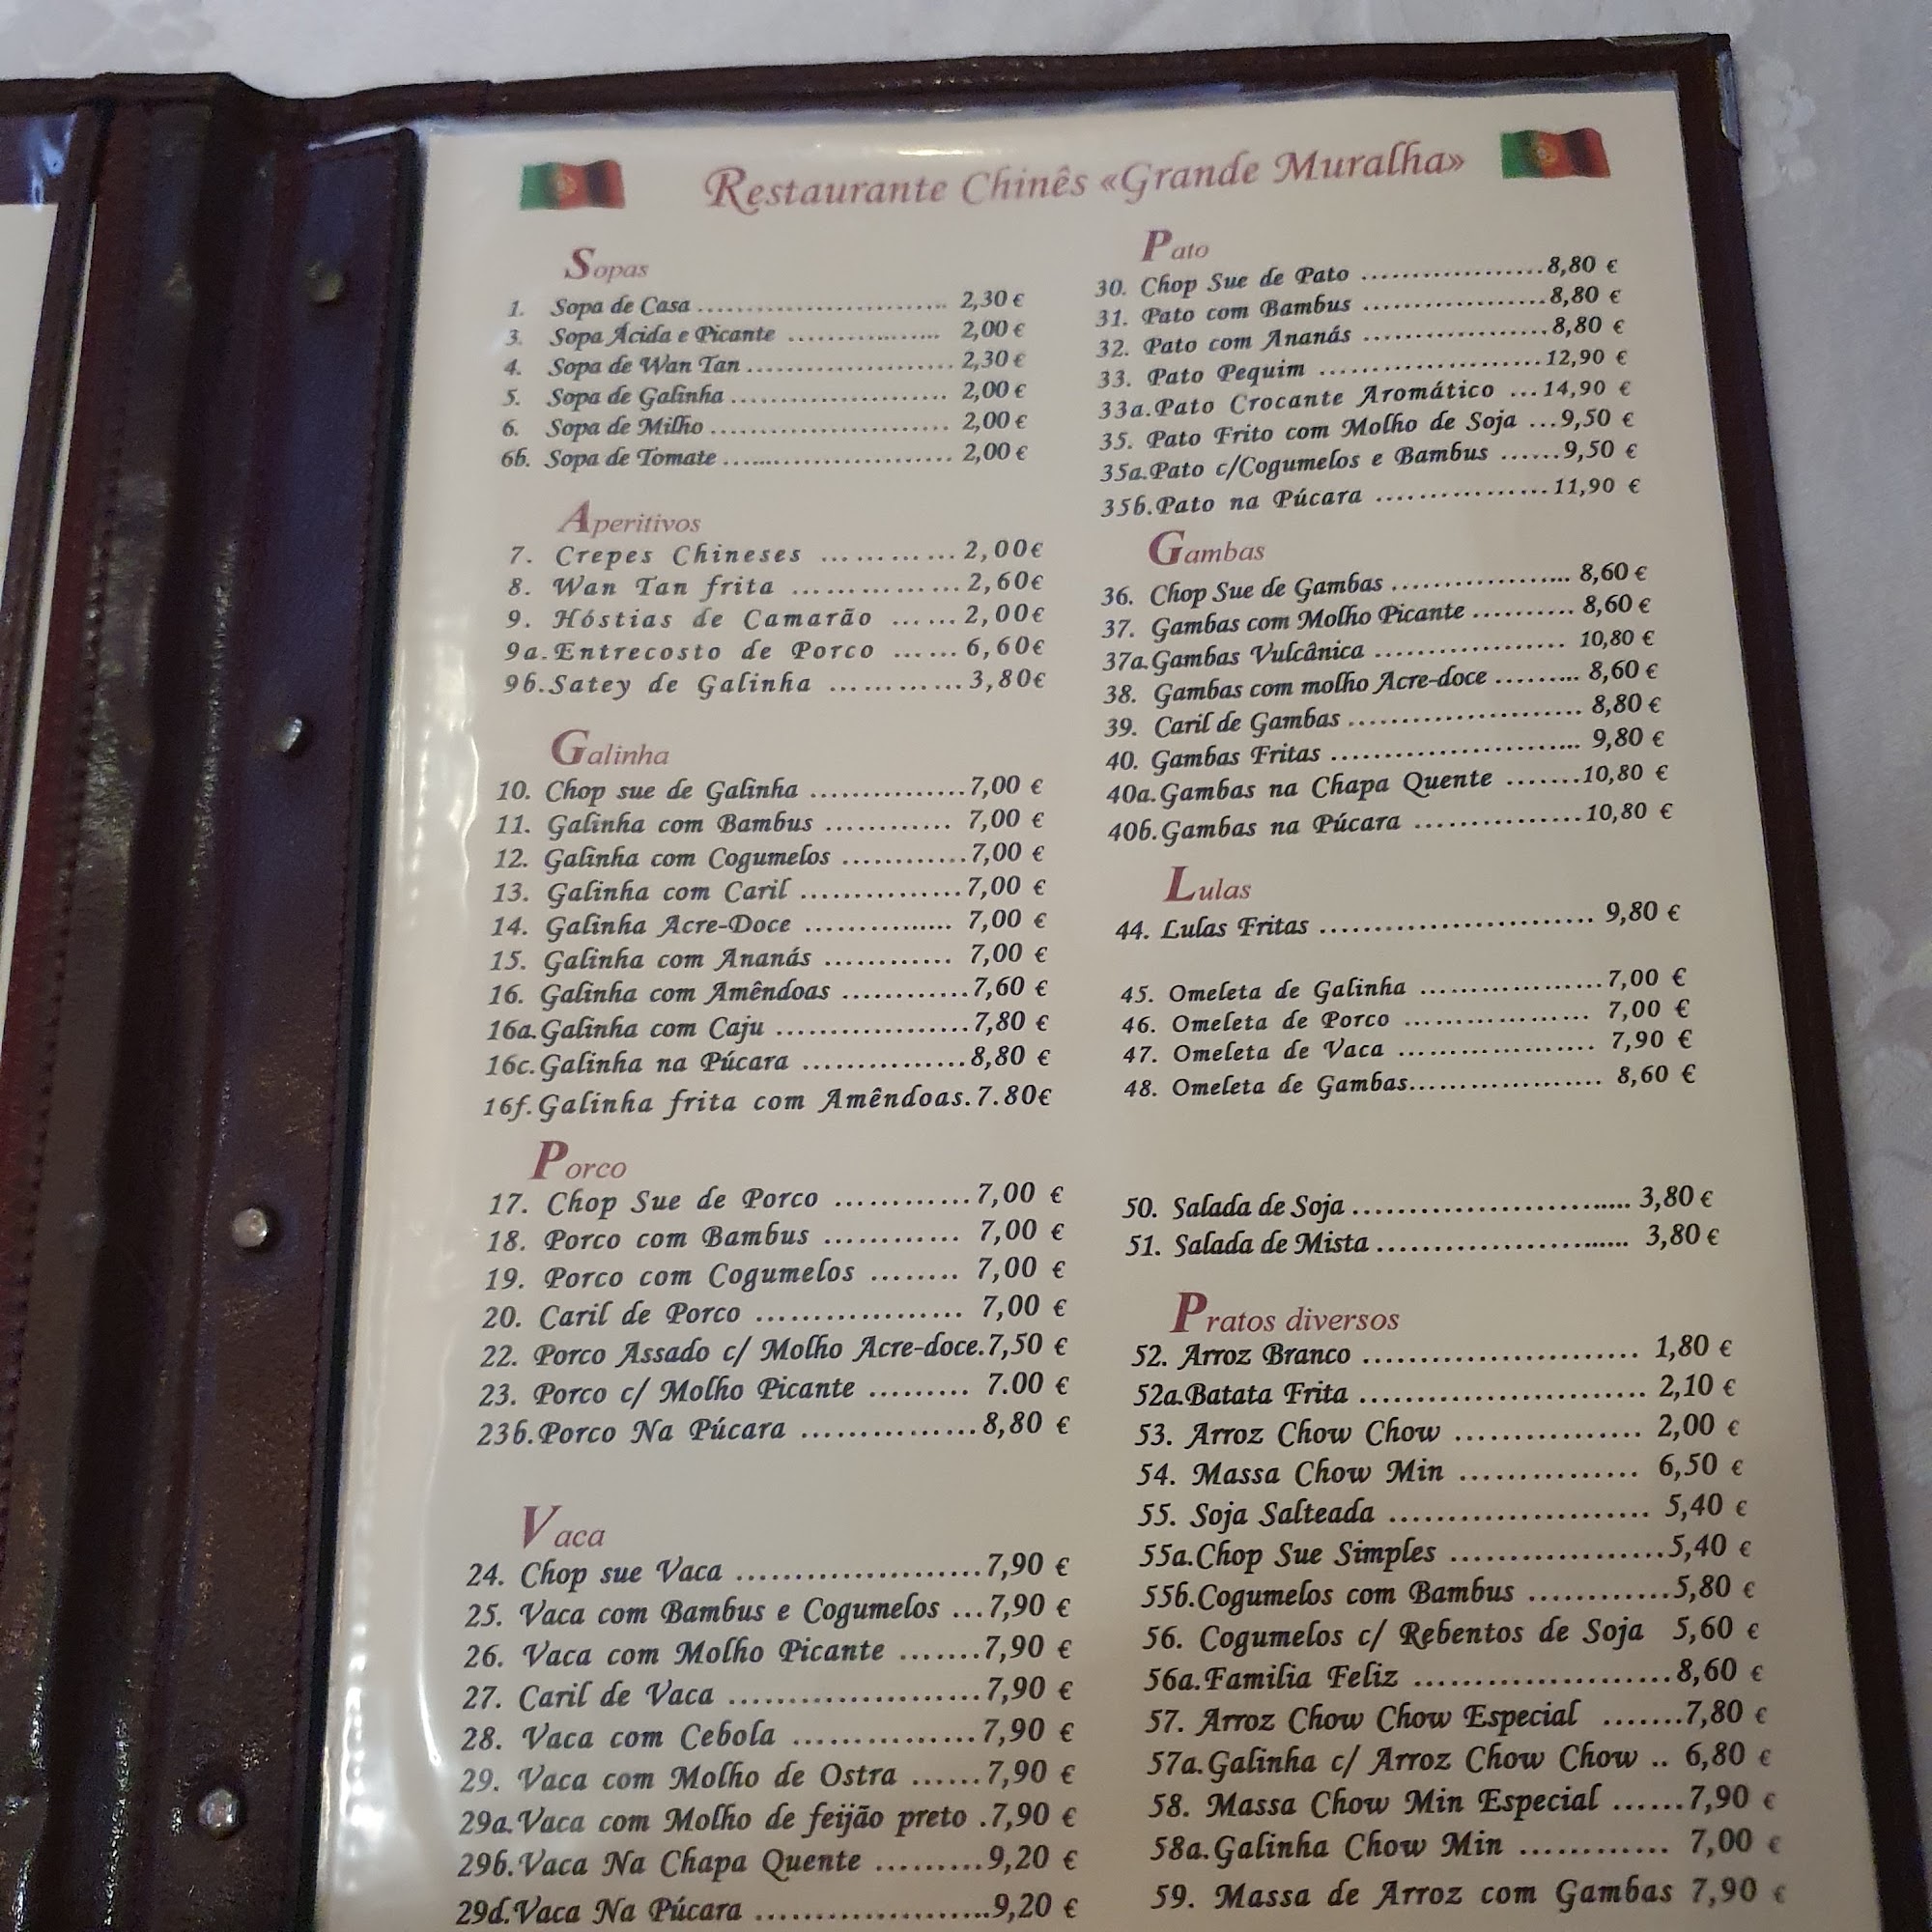 Restaurante Chinês «Grande Muralha»
Sopas
1. Sopa de Casa ........................ 2,30 €
3. Sopa Ácida e Picante ................ 2,00 €
4. Sopa de Wan Tan ..................... 2,30 €
5. Sopa de Galinha ...................... 2,00 €
6. Sopa de Milho ........................ 2,00 €
6b. Sopa de Tomate ........................ 2,00 €
Aperitivos
7. Crepes Chineses ............ 2,00€
8. Wan Tan frita ............... 2,60€
9. Hóstias de Camarão ...... 2,00€
9a. Entrecosto de Porco ...... 6,60€
9b. Satey de Galinha ............ 3,80€
Galinha
10. Chop sue de Galinha ...............7,00 €
11. Galinha com Bambus ............ 7,00 €
12. Galinha com Cogumelos ............7,00 €
13. Galinha com Caril ................7,00 €
14. Galinha Acre-Doce ............... 7,00 €
15. Galinha com Ananás ............ 7,00 €
16. Galinha com Amêndoas ............7,60 €
16a. Galinha com Caju ..................7,80 €
16c. Galinha na Púcara ...............8,80 €
16f. Galinha frita com Amêndoas.7.80€
Porco
17. Chop Sue de Porco ............7,00 €
18. Porco com Bambus ............ 7,00 €
19. Porco com Cogumelos ........ 7,00 €
20. Caril de Porco .................. 7,00 €
22. Porco Assado c/ Molho Acre-doce.7,50 €
23. Porco c/ Molho Picante ......... 7.00 €
23b. Porco Na Púcara ...............8,80 €
Vaca
24. Chop sue Vaca .....................7,90 €
25. Vaca com Bambus e Cogumelos ...7,90 €
26. Vaca com Molho Picante .......7,90 €
27. Caril de Vaca .....................7,90 €
28. Vaca com Cebola ...............7,90 €
29. Vaca com Molho de Ostra ......7,90 €
29a. Vaca com Molho de feijão preto .7,90 €
29b. Vaca Na Chapa Quente .........9,20 €
29d. Vaca Na Púcara .....................9,20 €
Pato
30. Chop Sue de Pato ..................8,80 €
31. Pato com Bambus ..................8,80 €
32. Pato com Ananás ..................8,80 €
33. Pato Pequim .....................12,90 €
33a. Pato Crocante Aromático ...14,90 €
35. Pato Frito com Molho de Soja ...9,50 €
35a. Pato c/Cogumelos e Bambus ......9,50 €
35b. Pato na Púcara .................11,90 €
Gambas
36. Chop Sue de Gambas .................. 8,60 €
37. Gambas com Molho Picante .......... 8,60 €
37a. Gambas Vulcânica .................. 10,80 €
38. Gambas com molho Acre-doce ......... 8,60 €
39. Caril de Gambas ...................... 8,80 €
40. Gambas Fritas ........................ 9,80 €
40a. Gambas na Chapa Quente .......10,80 €
40b. Gambas na Púcara ...............10,80 €
Lulas
44. Lulas Fritas ........................ 9,80 €
45. Omeleta de Galinha ..................7,00 €
46. Omeleta de Porco .................. 7,00 €
47. Omeleta de Vaca .................. 7,90 €
48. Omeleta de Gambas.................. 8,60 €
50. Salada de Soja ........................... 3,80 €
51. Salada de Mista ........................ 3,80 €
Pratos diversos
52. Arroz Branco ........................ 1,80 €
52a. Batata Frita ........................ 2,10 €
53. Arroz Chow Chow ................ 2,00 €
54. Massa Chow Min ............... 6,50 €
55. Soja Salteada ...................... 5,40 €
55a. Chop Sue Simples ..................5,40 €
55b. Cogumelos com Bambus ............5,80 €
56. Cogumelos c/ Rebentos de Soja 5,60 €
56a. Familia Feliz .....................8,60 €
57. Arroz Chow Chow Especial .......7,80 €
57a. Galinha c/ Arroz Chow Chow .. 6,80 €
58. Massa Chow Min Especial ......7,90 €
58a. Galinha Chow Min ............ 7,00 €
59. Massa de Arroz com Gambas 7,90 €